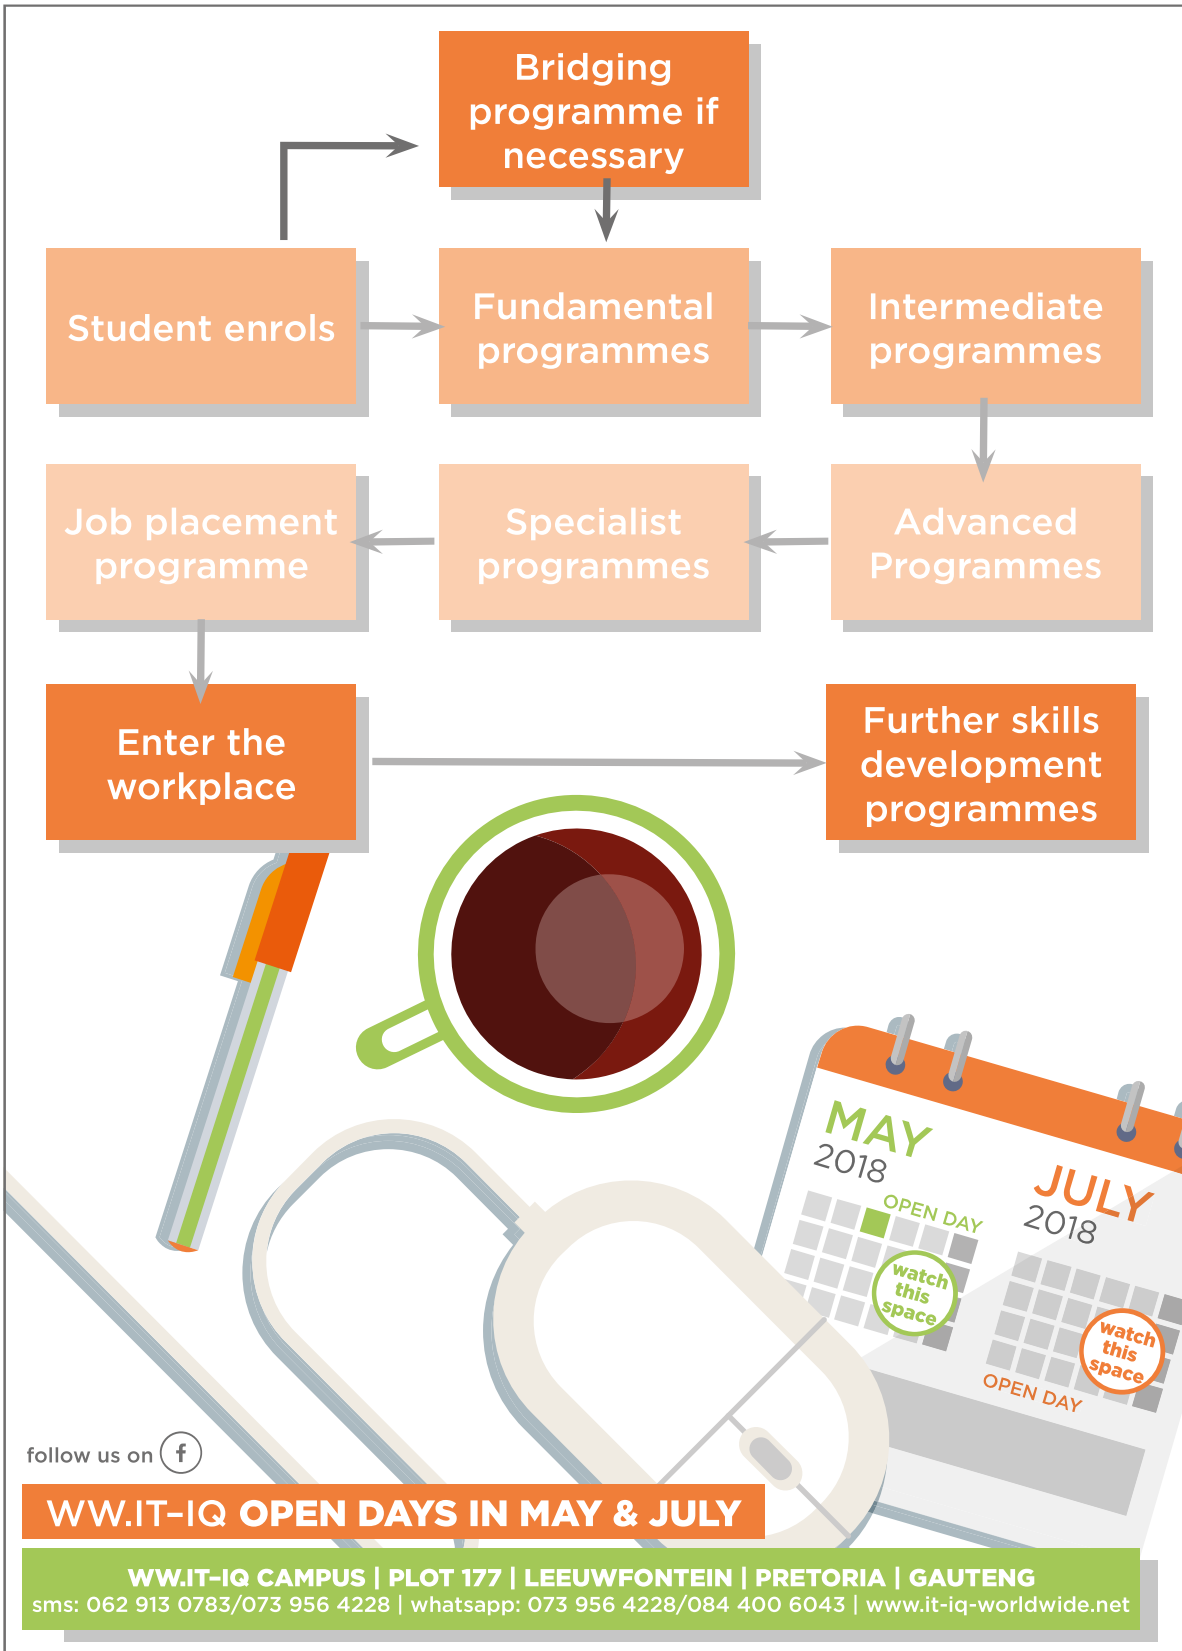 Bridging
programme if
necessary
Student enrols
Fundamental
programmes
Intermediate
programmes
Job placement
programme
Specialist
programmes
Advanced
Programmes
Enter the
workplace
Further skills
development
programmes
MAY
2018
OPEN DAY
watch
this
space
JULY
2018
watch
this
space
OPEN DAY
follow us on f
WW.IT-IQ OPEN DAYS IN MAY & JULY
WW.IT-IQ CAMPUS | PLOT 177 | LEEUWFONTEIN | PRETORIA | GAUTENG
sms: 062 913 0783/073 956 4228 | whatsapp: 073 956 4228/084 400 6043 | www.it-iq-worldwide.net